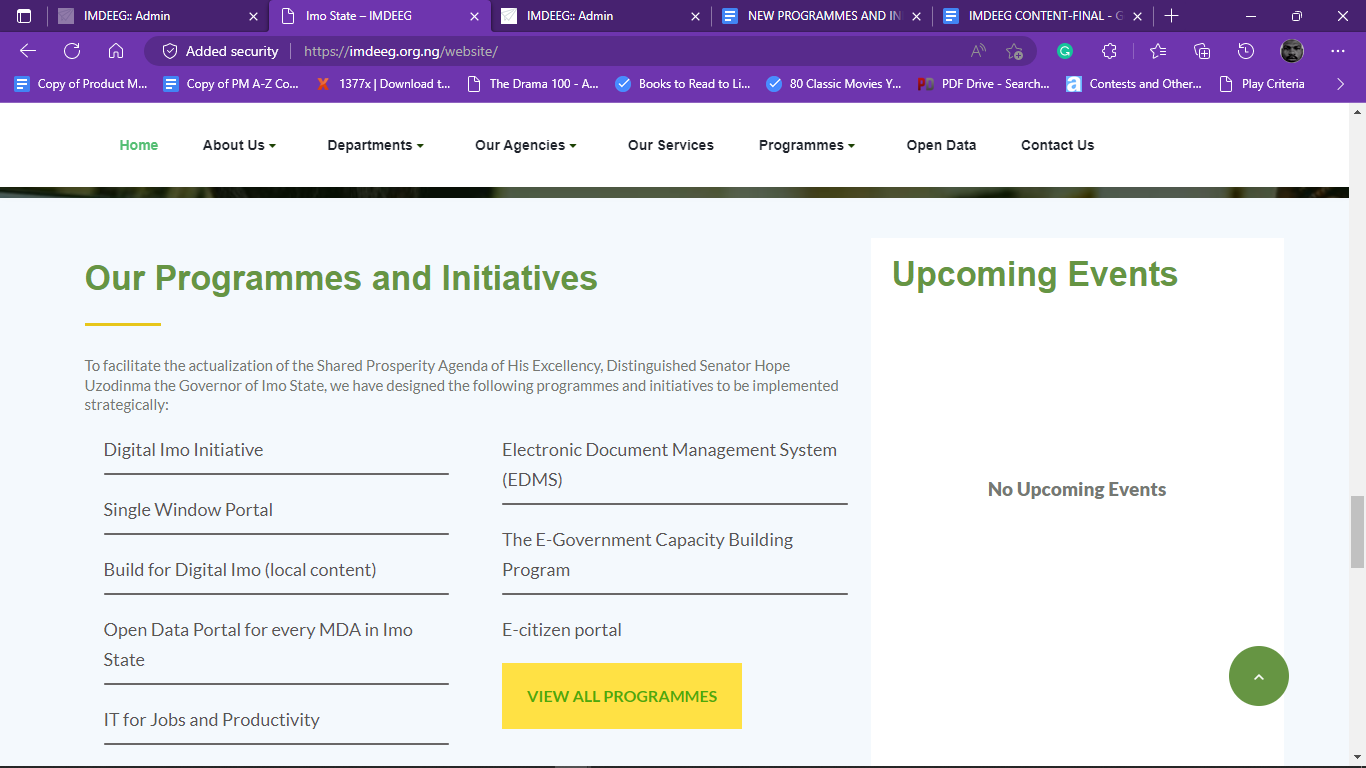 IMDEEG:: Admin
Imo State – IMDEEG
IMDEEG:: Admin
NEW PROGRAMMES AND IN
IMDEEG CONTENT-FINAL - G
Added security
https://imdeeg.org.ng/website/
Copy of Product M...
Copy of PM A-Z Co...
1377x | Download t...
The Drama 100 - A...
Books to Read to Li...
80 Classic Movies Y...
PDF Drive - Search...
Contests and Other...
Play Criteria
Home
About Us
Departments
Our Agencies
Our Services
Programmes
Open Data
Contact Us
Our Programmes and Initiatives
To facilitate the actualization of the Shared Prosperity Agenda of His Excellency, Distinguished Senator Hope
Uzodinma the Governor of Imo State, we have designed the following programmes and initiatives to be implemented
strategically:
Digital Imo Initiative
Single Window Portal
Build for Digital Imo (local content)
Open Data Portal for every MDA in Imo
State
IT for Jobs and Productivity
Electronic Document Management System
(EDMS)
The E-Government Capacity Building
Program
E-citizen portal
VIEW ALL PROGRAMMES
Upcoming Events
No Upcoming Events